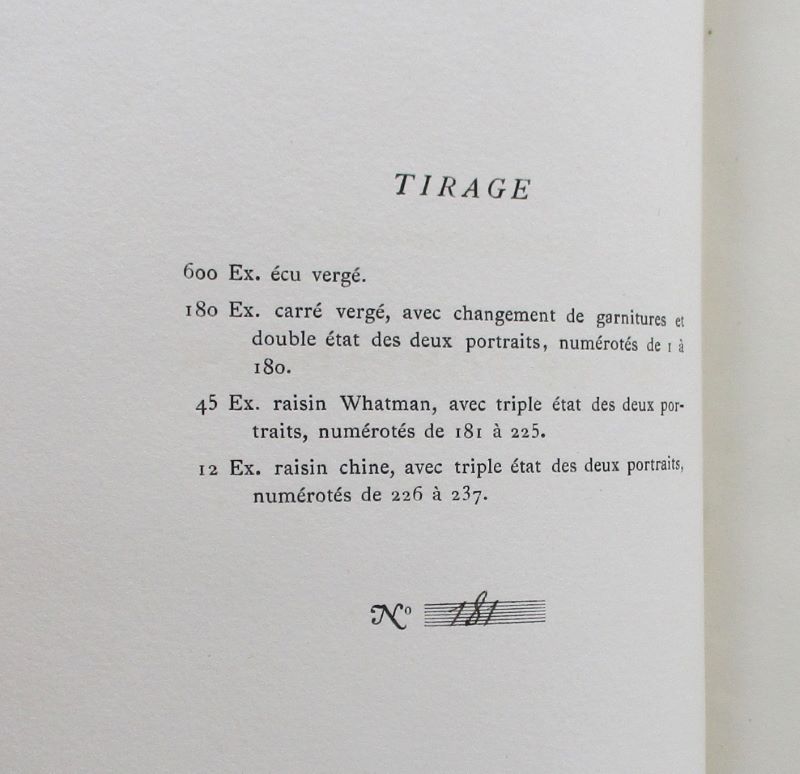 TIRAGE
600 Ex. écu vergé.
180 Ex. carré vergé, avec changement de garnitures et
double état des deux portraits, numérotés de 1 à
180.
45 Ex. raisin Whatman, avec triple état des deux por-
traits, numérotés de 181 à 225.
12 Ex. raisin chine, avec triple état des deux portraits,
numérotés de 226 à 237.
No 181